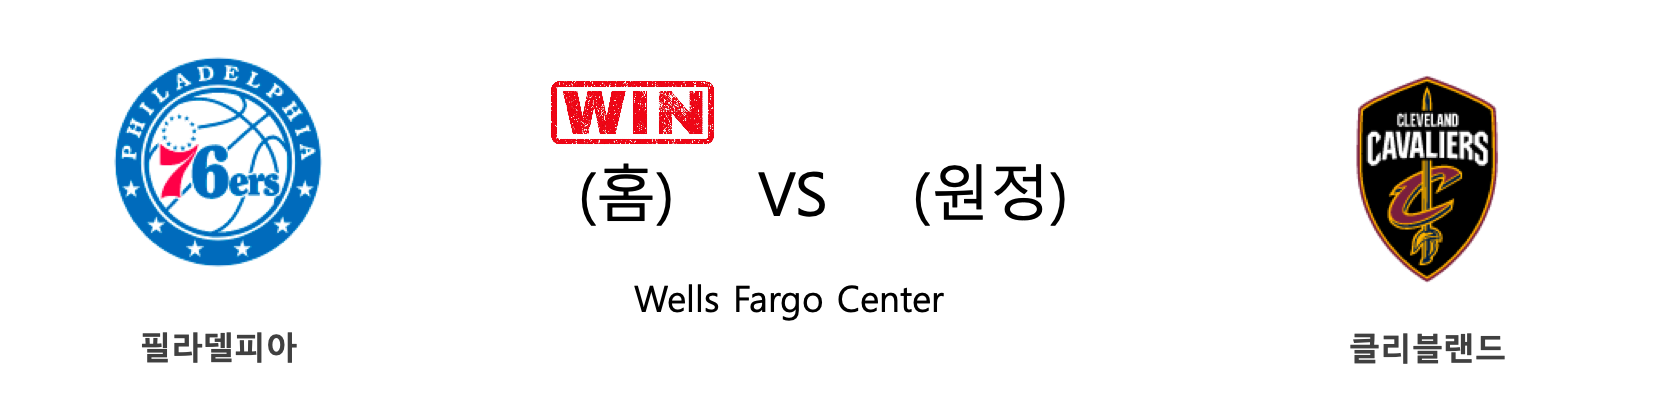 PHILADELPHIA
76ers
WIN
(홈) VS (원정)
CLEVELAND
CAVALIERS
C
Wells Fargo Center
필라델피아
클리블랜드